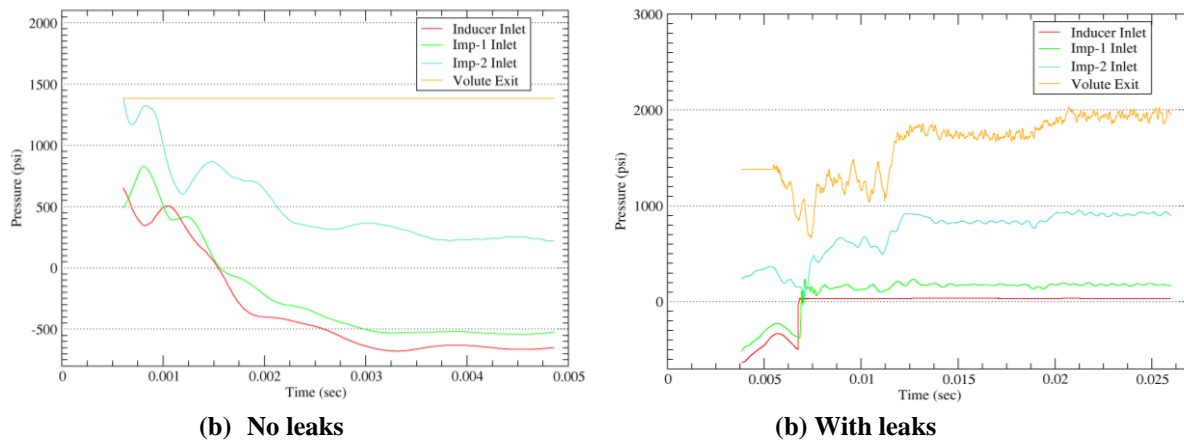 2000
1500
1000
500
0
-500
Pressure (psi)
Inducer Inlet
Imp-1 Inlet
Imp-2 Inlet
Volute Exit
0 0.001 0.002 0.003 0.004 0.005
Time (sec)
(b) No leaks
3000
2000
1000
0
Pressure (psi)
Inducer Inlet
Imp-1 Inlet
Imp-2 Inlet
Volute Exit
0 0.005 0.01 0.015 0.02 0.025
Time (sec)
(b) With leaks